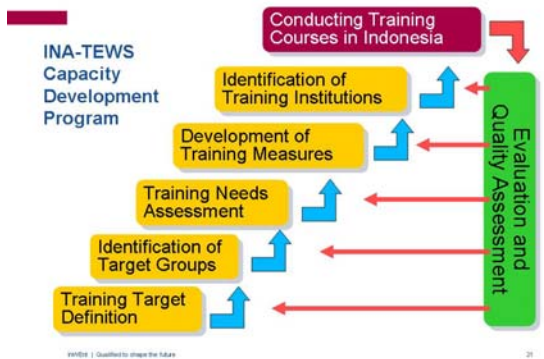 INA-TEWS
Capacity
Development
Program
Conducting Training
Courses in Indonesia
Identification of
Training Institutions
Development of
Training Measures
Training Needs
Assessment
Identification of
Target Groups
Training Target
Definition
Evaluation and
Quality Assessment
InWEnt | Qualified to shape the future
21